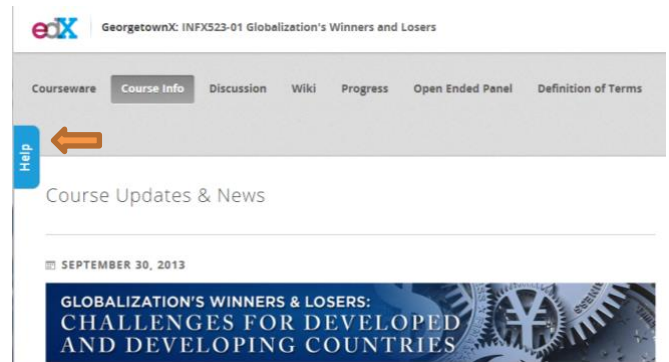 edX GeorgetownX: INFX523-01 Globalization's Winners and Losers
Courseware Course Info Discussion Wiki Progress Open Ended Panel Definition of Terms
Help
Course Updates & News
SEPTEMBER 30, 2013
GLOBALIZATION'S WINNERS & LOSERS:
CHALLENGES FOR DEVELOPED
AND DEVELOPING COUNTRIES